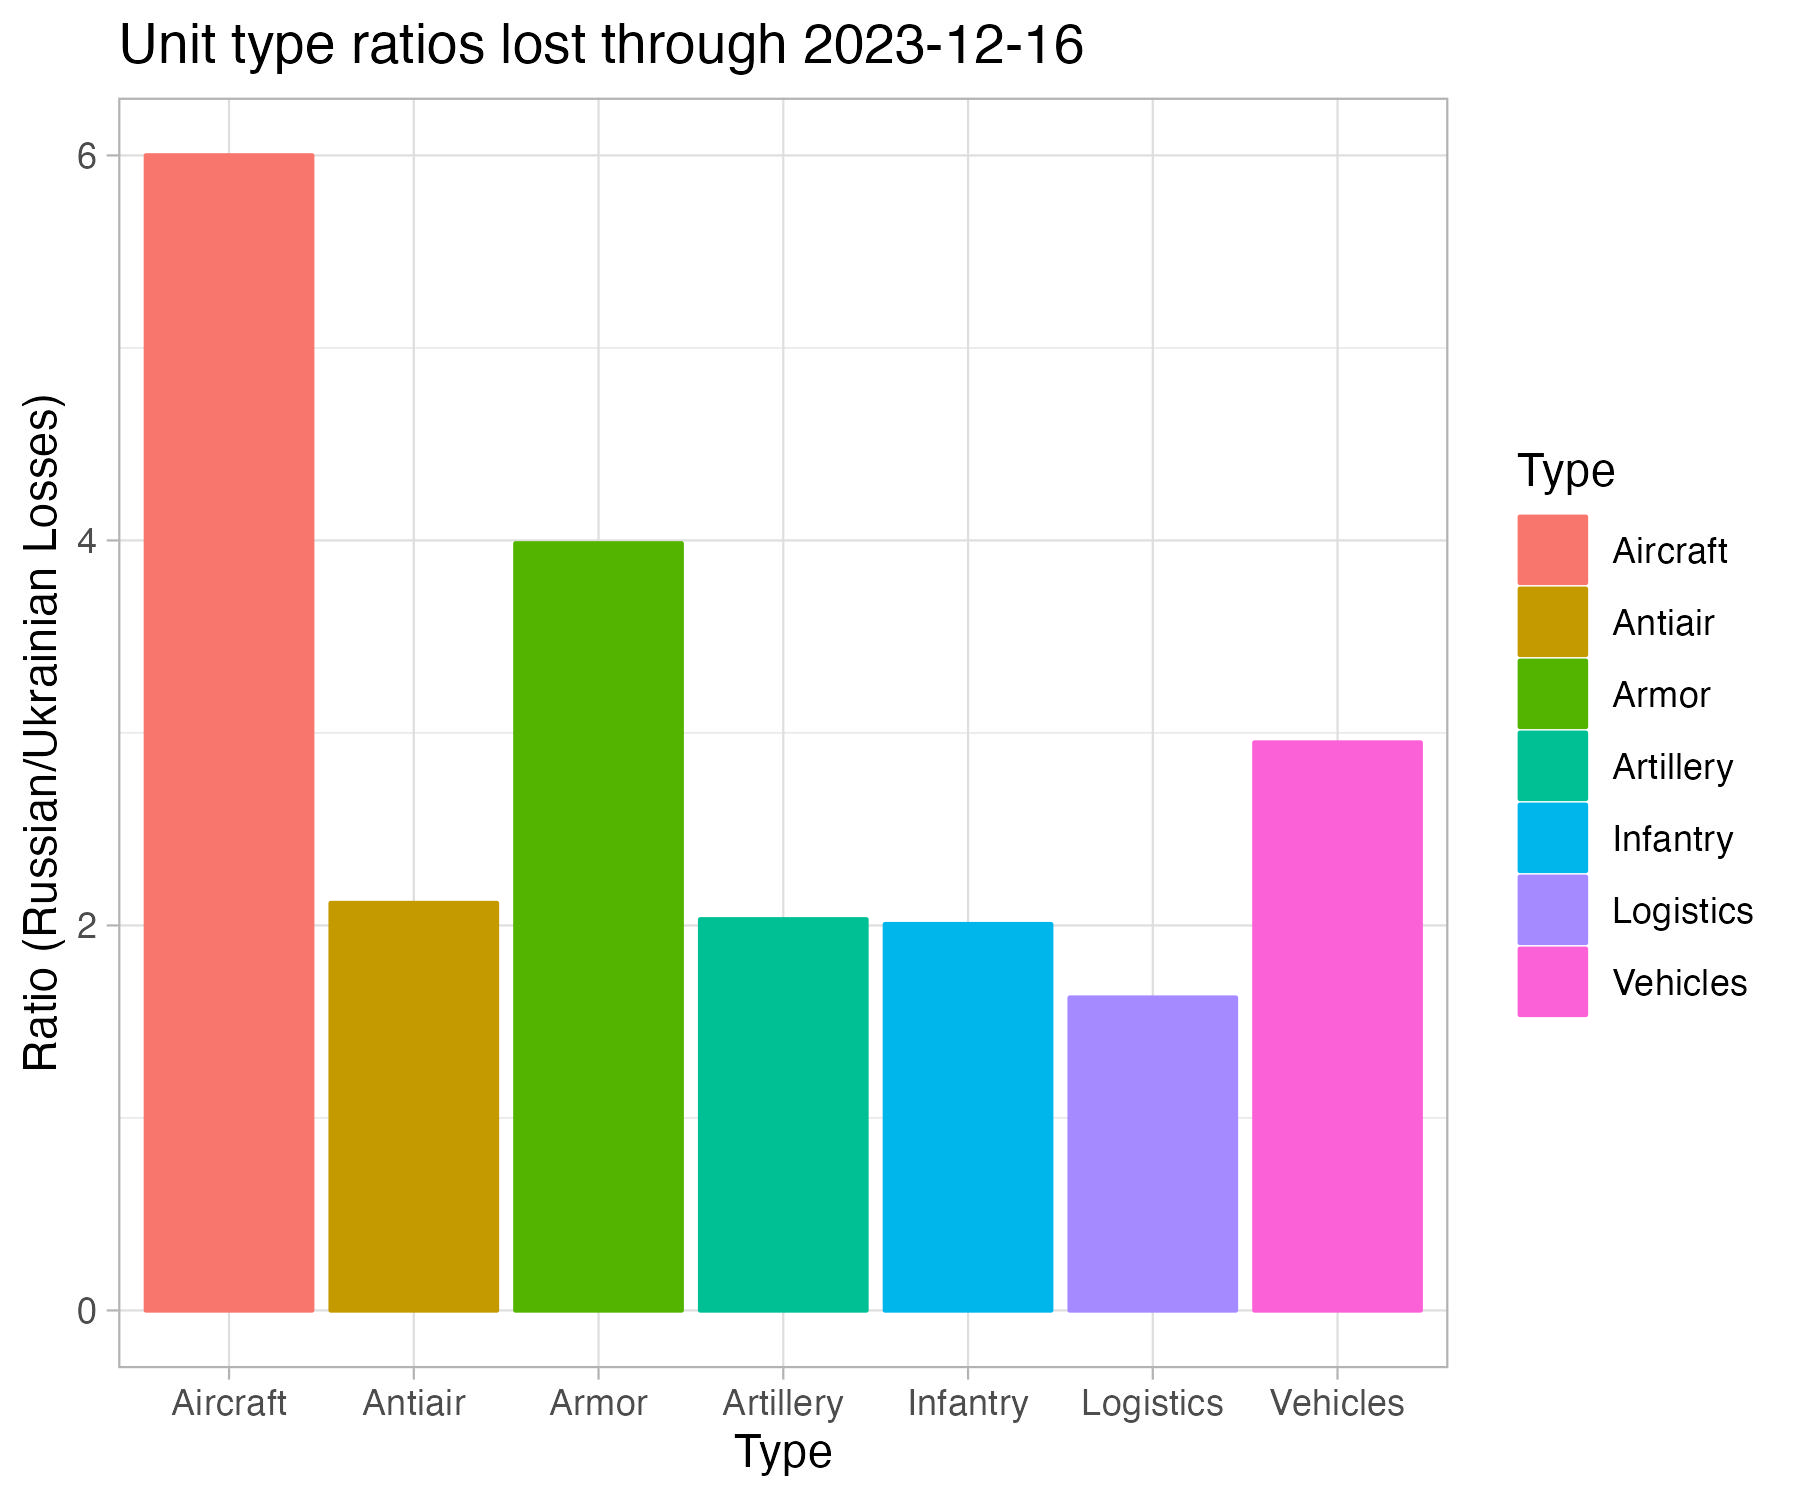 Unit type ratios lost through 2023-12-16
Ratio (Russian/Ukrainian Losses)
6
4
2
0
Aircraft
Antiair
Armor
Artillery
Infantry
Logistics
Vehicles
Type
Type
Aircraft
Antiair
Armor
Artillery
Infantry
Logistics
Vehicles